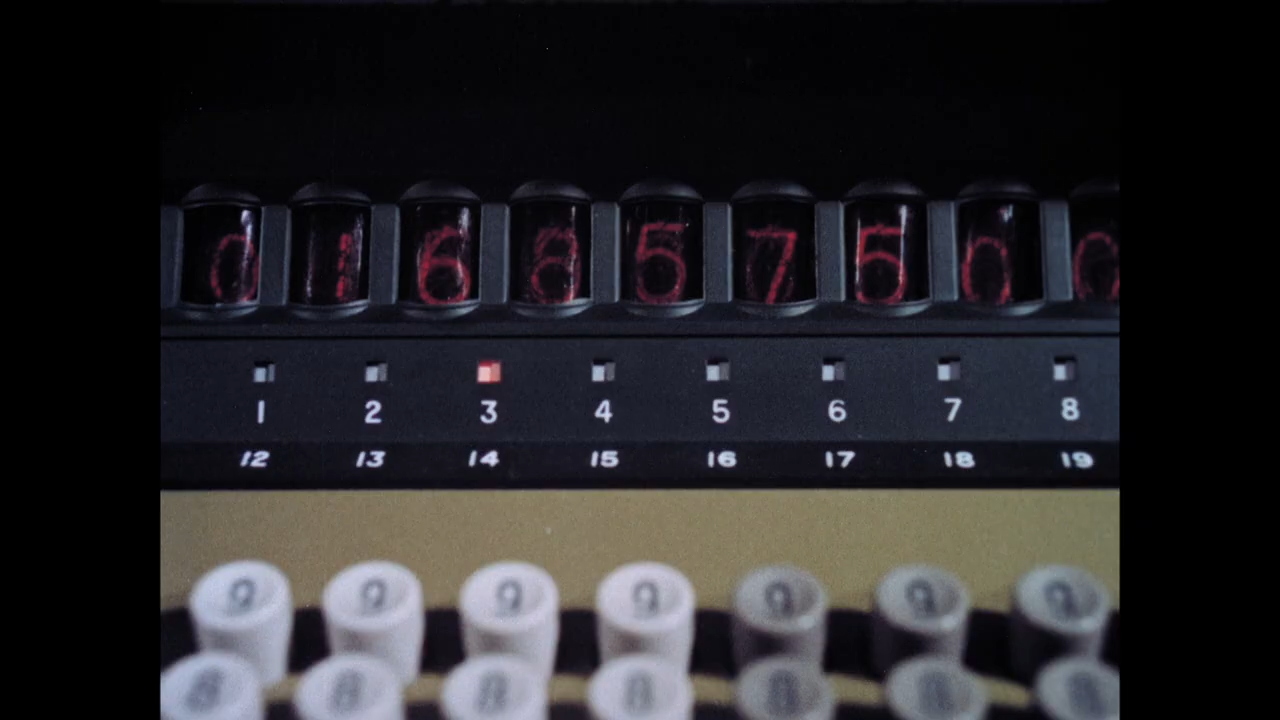 0 1 6 8 5 7 5 0 0
1 2 3 4 5 6 7 8
12 13 14 15 16 17 18 19
9 9 9 9 9 9 9
8 8 8 8 8 8 8